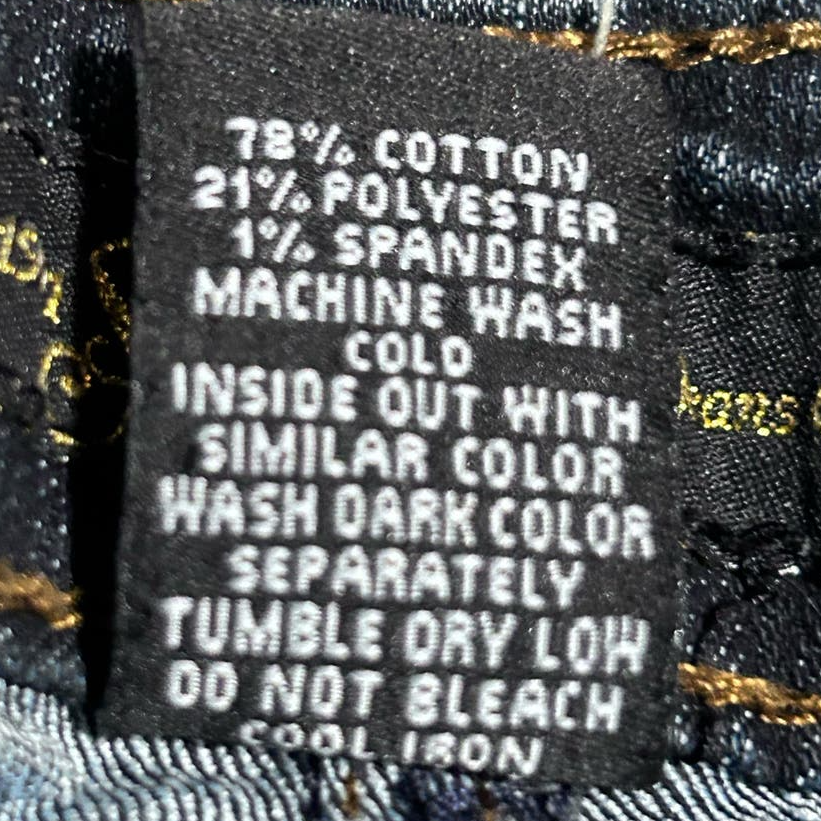 78% COTTON
21% POLYESTER
1% SPANDEX
MACHINE WASH
COLD
INSIDE OUT WITH
SIMILAR COLOR
WASH DARK COLOR
SEPARATELY
TUMBLE DRY LOW
DO NOT BLEACH
COOL IRON